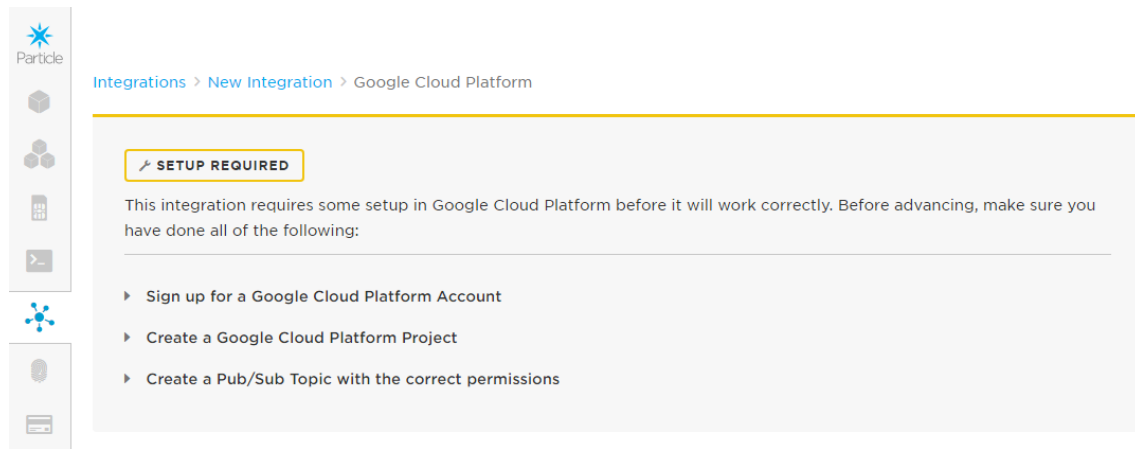 Particle
Integrations > New Integration > Google Cloud Platform
SETUP REQUIRED
This integration requires some setup in Google Cloud Platform before it will work correctly. Before advancing, make sure you
have done all of the following:
Sign up for a Google Cloud Platform Account
Create a Google Cloud Platform Project
Create a Pub/Sub Topic with the correct permissions